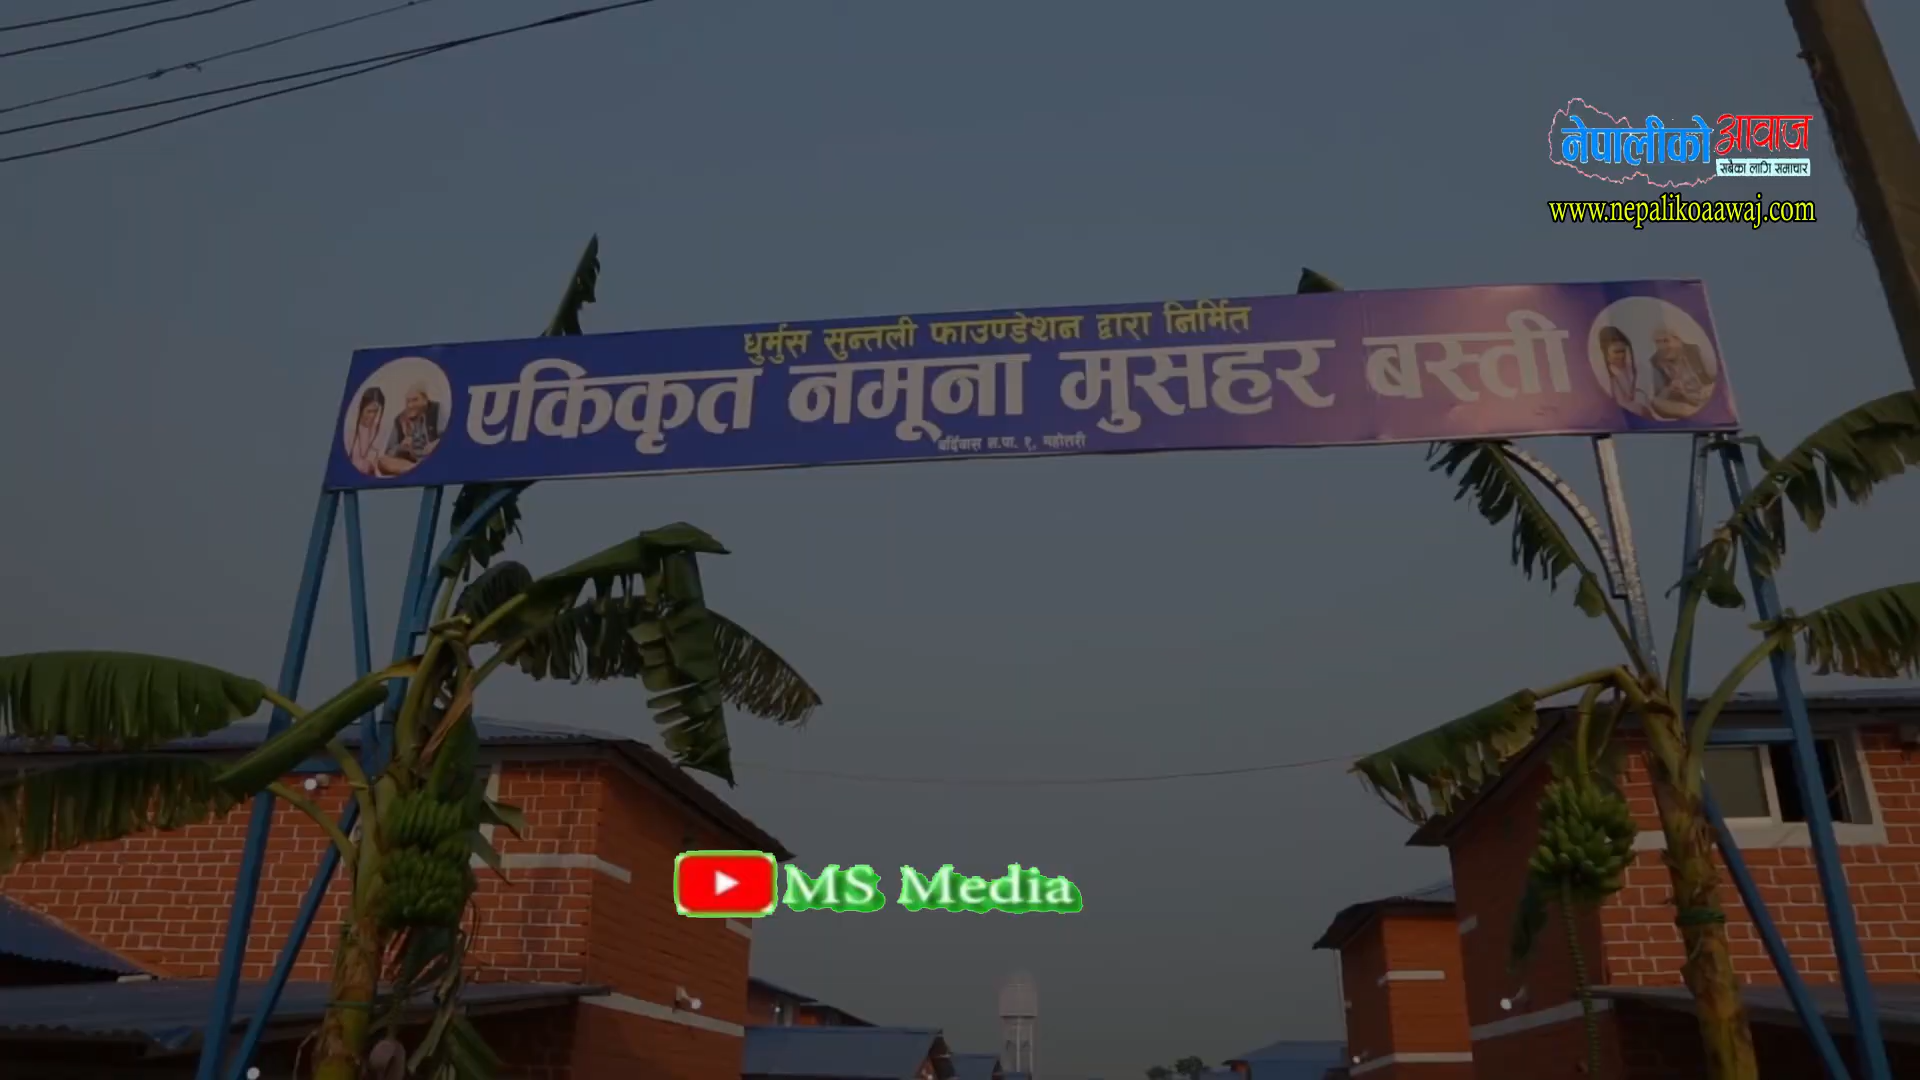 नेपालीको आवाज
सबैका लागि समाचार
www.nepalikoaawaj.com
धुर्मुस सुन्तली फाउण्डेशन द्वारा निर्मित
एकिकृत नमूना मुसहर बस्ती
बर्दिबास न.पा. १, महोत्तरी
MS Media